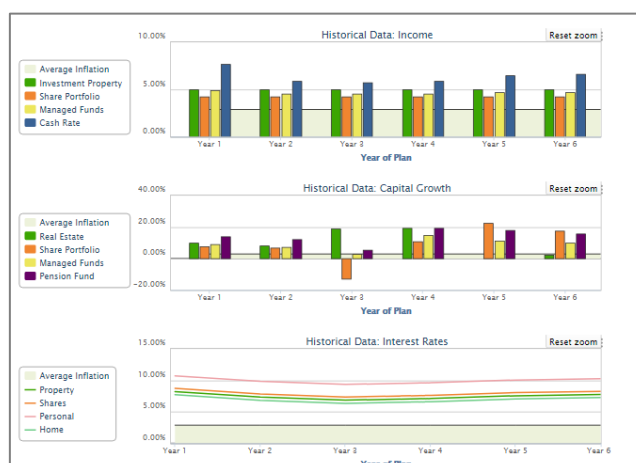 10.00%
Historical Data: Income
Reset zoom
Average Inflation
Investment Property
Share Portfolio
Managed Funds
Cash Rate
5.00%
0.00%
Year 1 Year 2 Year 3 Year 4 Year 5 Year 6
Year of Plan
40.00%
Historical Data: Capital Growth
Reset zoom
Average Inflation
Real Estate
Share Portfolio
Managed Funds
Pension Fund
20.00%
0.00%
-20.00%
Year 1 Year 2 Year 3 Year 4 Year 5 Year 6
Year of Plan
15.00%
Historical Data: Interest Rates
Reset zoom
Average Inflation
Property
Shares
Personal
Home
10.00%
5.00%
0.00%
Year 1 Year 2 Year 3 Year 4 Year 5 Year 6
Year of Plan